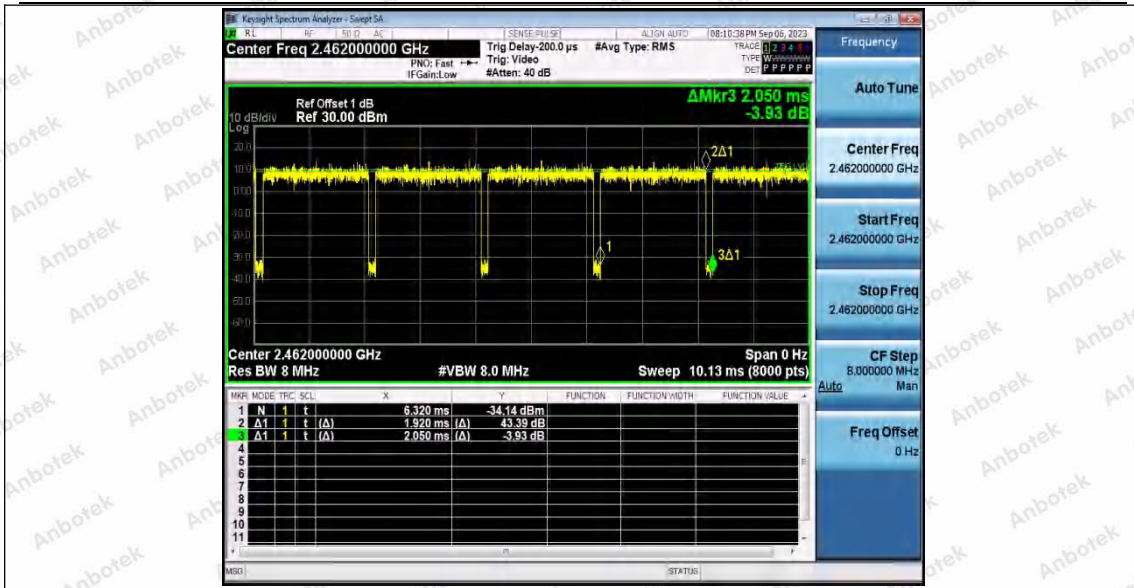 Keysight Spectrum Analyzer - Swept SA
RL RF 50 Ω AC SENSE:PULSE ALIGN AUTO 08:10:38 PM Sep 06, 2023
Center Freq 2.462000000 GHz
PNO: Fast
IFGain:Low
Trig Delay-200.0 µs
Trig: Video
#Atten: 40 dB
#Avg Type: RMS
TRACE 1 2 3 4 5 6
TYPE
DET P P P P P P
Frequency
ΔMkr3 2.050 ms
-3.93 dB
Ref Offset 1 dB
10 dB/div Ref 30.00 dBm
Log
20.0
10.0
0.00
-10.0
-20.0
-30.0
-40.0
-50.0
-60.0
2Δ1
1
3Δ1
Center 2.462000000 GHz Span 0 Hz
Res BW 8 MHz #VBW 8.0 MHz Sweep 10.13 ms (8000 pts)
MKR MODE TRC SCL X Y FUNCTION FUNCTION WIDTH FUNCTION VALUE
1 N 1 t 6.320 ms -34.14 dBm
2 Δ1 1 t (Δ) 1.920 ms (Δ) 43.39 dB
3 Δ1 1 t (Δ) 2.050 ms (Δ) -3.93 dB
4
5
6
7
8
9
10
11
MSG STATUS
Auto Tune
Center Freq
2.462000000 GHz
Start Freq
2.462000000 GHz
Stop Freq
2.462000000 GHz
CF Step
8.000000 MHz
Auto Man
Freq Offset
0 Hz
Anbotek